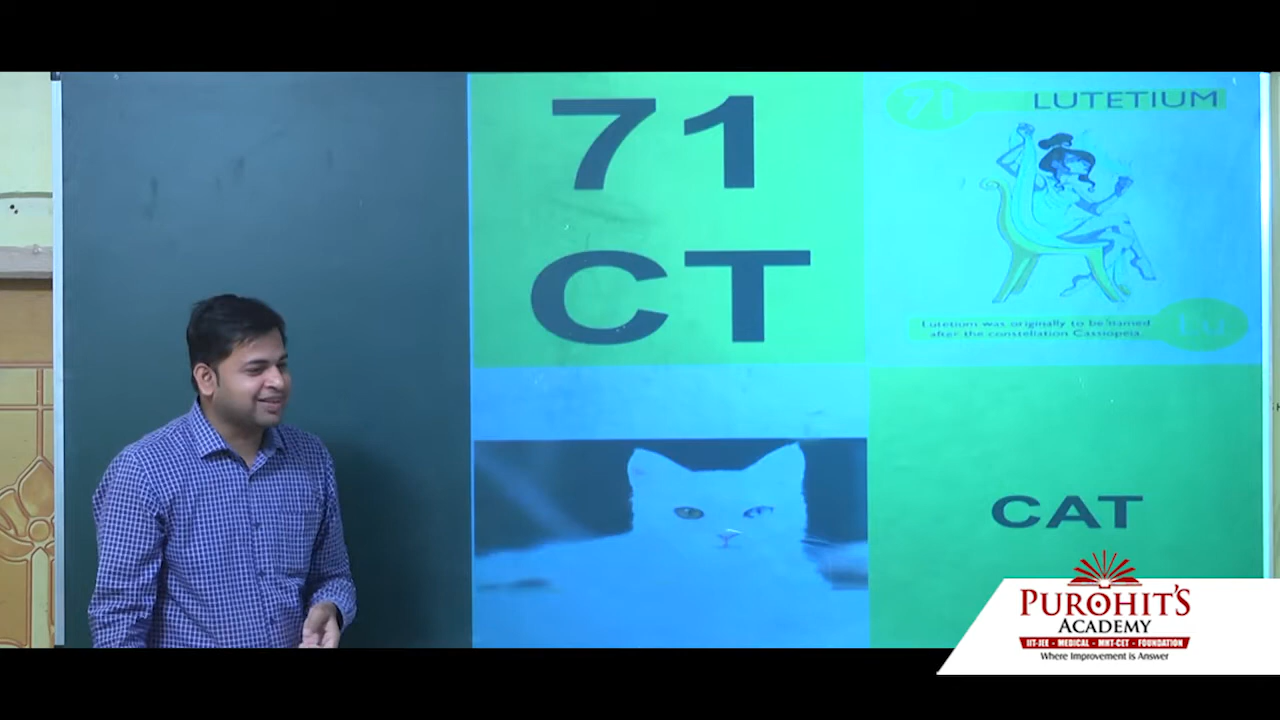 71
CT
71
LUTETIUM
Lutetium was originally to be named
after the constellation Cassiopeia.
Lu
CAT
PUROHIT'S
ACADEMY
IIT-JEE - MEDICAL - MHT-CET - FOUNDATION
Where Improvement is Answer